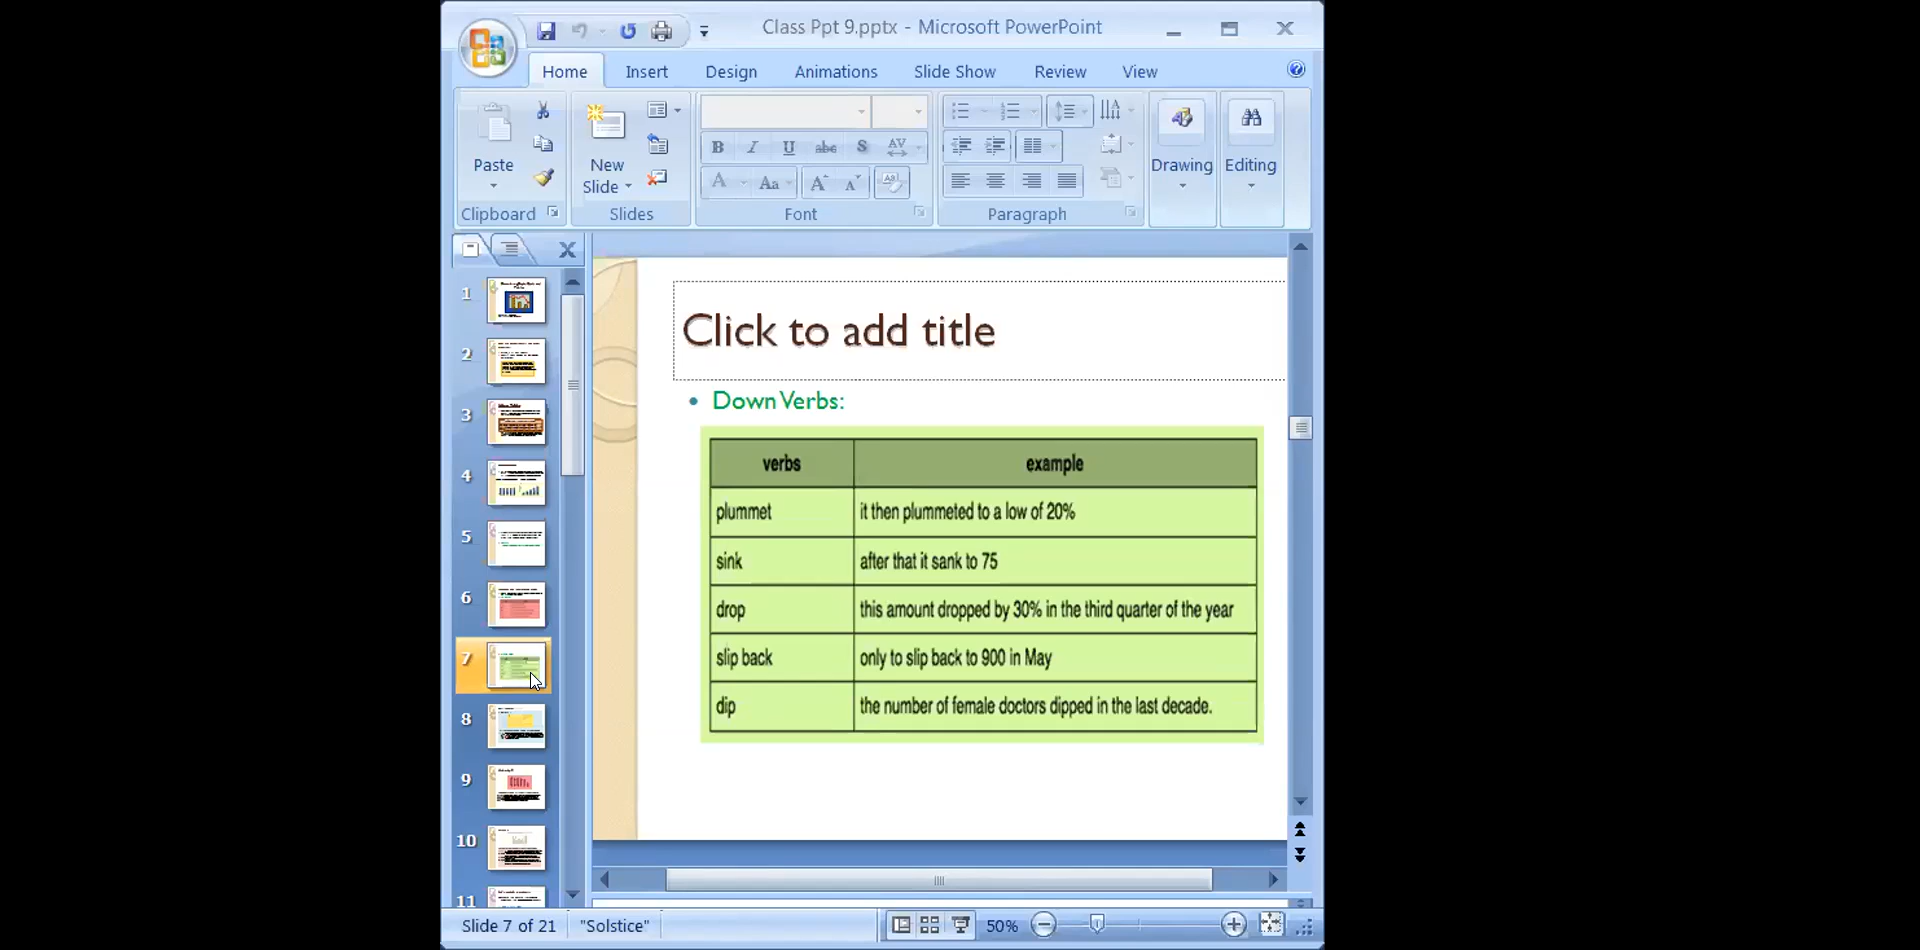 Class Ppt 9.pptx - Microsoft PowerPoint
Home Insert Design Animations Slide Show Review View
Paste
New
Slide
B I U abc S AV
A Aa A A
Drawing
Editing
Clipboard Slides Font Paragraph
1
2
3
4
5
6
7
8
9
10
11
Click to add title
• Down Verbs:
verbs example
plummet it then plummeted to a low of 20%
sink after that it sank to 75
drop this amount dropped by 30% in the third quarter of the year
slip back only to slip back to 900 in May
dip the number of female doctors dipped in the last decade.
Slide 7 of 21 "Solstice" 50%